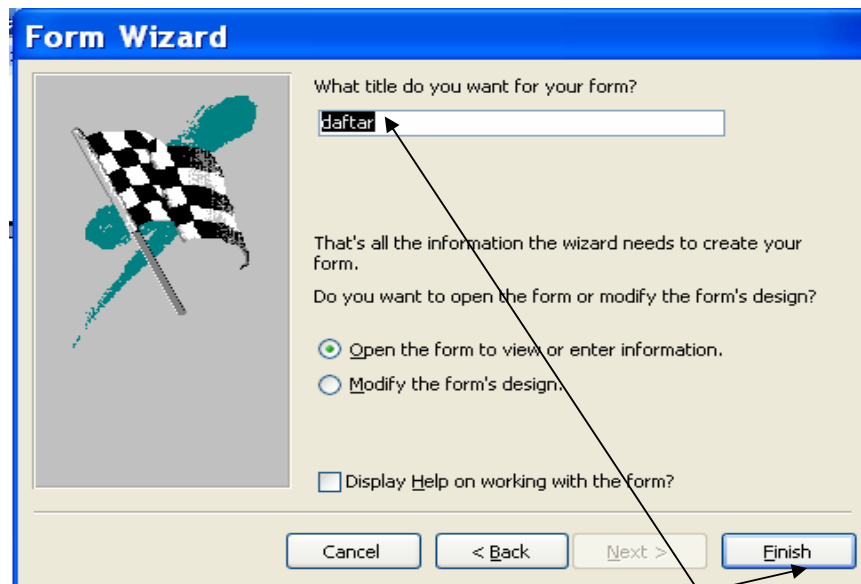 Form Wizard
What title do you want for your form?
daftar
That's all the information the wizard needs to create your
form.
Do you want to open the form or modify the form's design?
Open the form to view or enter information.
Modify the form's design.
Display Help on working with the form?
Cancel < Back Next > Finish